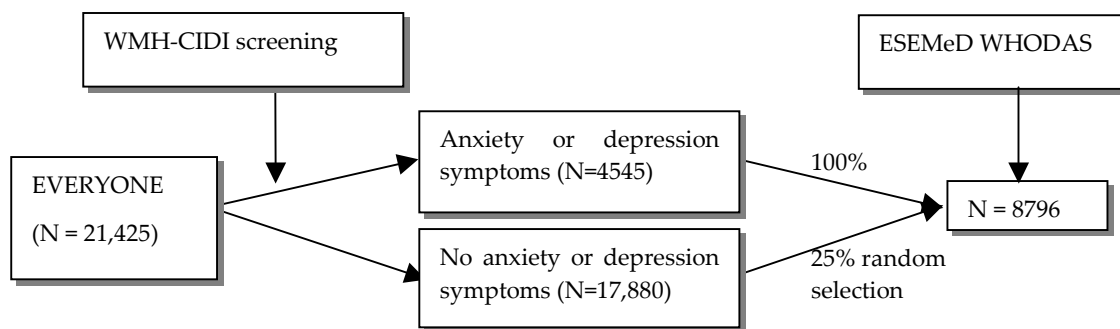 WMH-CIDI screening
ESEMeD WHODAS
EVERYONE
(N = 21,425)
Anxiety or depression
symptoms (N=4545)
No anxiety or depression
symptoms (N=17,880)
100%
25% random
selection
N = 8796